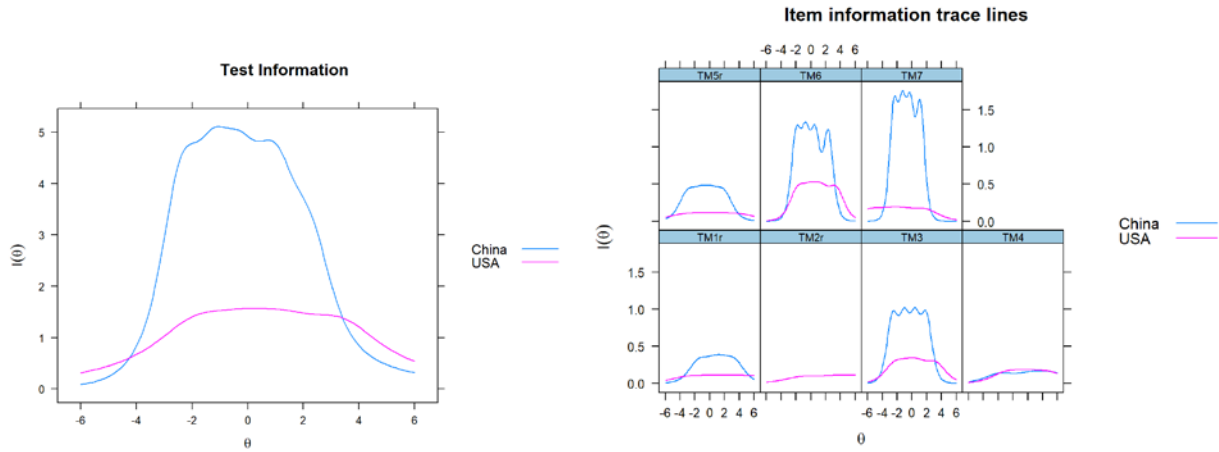 Test Information
I(θ)
5
4
3
2
1
0
-6 -4 -2 0 2 4 6
θ
China
USA
Item information trace lines
-6 -4 -2 0 2 4 6
TM5r TM6 TM7
1.5
1.0
0.5
0.0
TM1r TM2r TM3 TM4
I(θ)
1.5
1.0
0.5
0.0
-6 -4 -2 0 2 4 6 -6 -4 -2 0 2 4 6
θ
China
USA